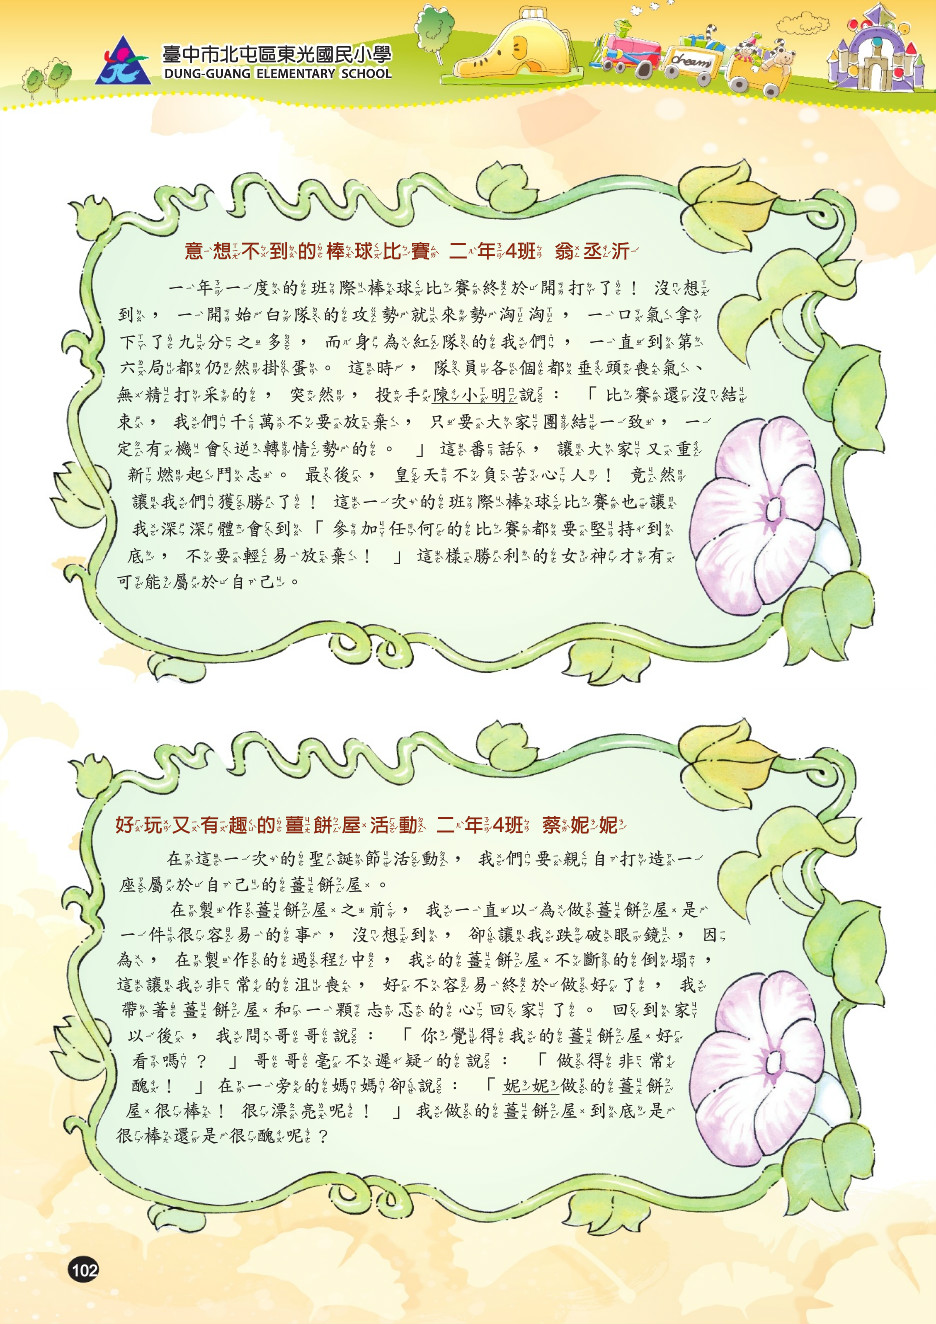 臺中市北屯區東光國民小學
DUNG-GUANG ELEMENTARY SCHOOL
dream
意想不到的棒球比賽 二年4班 翁丞沂
一年一度的班際棒球比賽終於開打了！沒想
到，一開始白隊的攻勢就來勢淘淘，一口氣拿
下了九分之多，而身為紅隊的我們，一直到第
六局都仍然掛蛋。這時，隊員各個都垂頭喪氣、
無精打采的，突然，投手陳小明說：「比賽還沒結
束，我們千萬不要放棄，只要大家團結一致，一
定有機會逆轉情勢的。」這番話，讓大家又重
新燃起鬥志。最後，皇天不負苦心人！竟然
讓我們獲勝了！這一次的班際棒球比賽也讓
我深深體會到「參加任何的比賽都要堅持到
底，不要輕易放棄！」這樣勝利的女神才有
可能屬於自己。
好玩又有趣的薑餅屋活動 二年4班 蔡妮妮
在這一次的聖誕節活動，我們要親自打造一
座屬於自己的薑餅屋。
在製作薑餅屋之前，我一直以為做薑餅屋是
一件很容易的事，沒想到，卻讓我跌破眼鏡，因
為，在製作的過程中，我的薑餅屋不斷的倒塌，
這讓我非常的沮喪，好不容易終於做好了，我
帶著薑餅屋和一顆忐忑的心回家了。回到家
以後，我問哥哥說：「你覺得我的薑餅屋好
看嗎？」哥哥毫不遲疑的說：「做得非常
醜！」在一旁的媽媽卻說：「妮妮做的薑餅
屋很棒！很漂亮呢！」我做的薑餅屋到底是
很棒還是很醜呢？
102